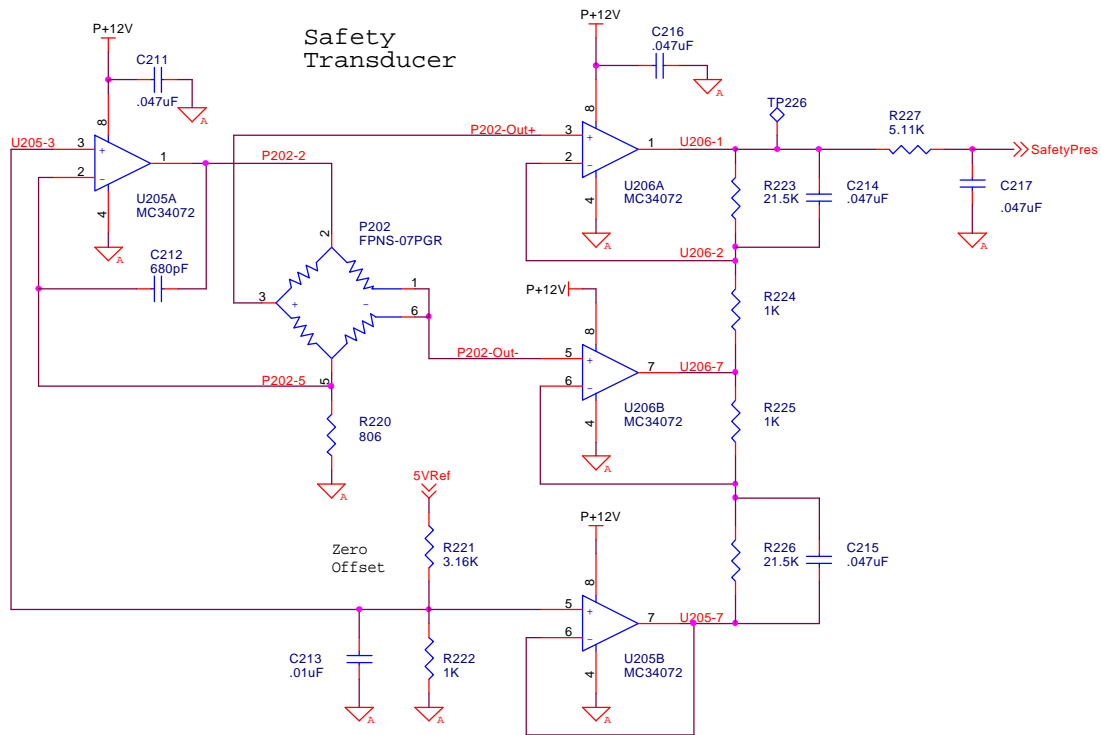 Safety
Transducer
P+12V
C211
.047uF
A
8
U205-3
3
+
2
-
1
4
U205A
MC34072
A
C212
680pF
P202-2
2
P202
FPNS-07PGR
3
+
-
1
6
5
P202-5
R220
806
A
P+12V
C216
.047uF
A
8
P202-Out+
3
+
2
-
1
4
U206A
MC34072
A
U206-1
TP226
R227
5.11K
SafetyPres
R223
21.5K
C214
.047uF
C217
.047uF
A
U206-2
R224
1K
P+12V
8
P202-Out-
5
+
6
-
7
4
U206B
MC34072
A
U206-7
R225
1K
5VRef
R221
3.16K
Zero
Offset
C213
.01uF
A
R222
1K
A
P+12V
8
5
+
6
-
7
4
U205B
MC34072
A
U205-7
R226
21.5K
C215
.047uF